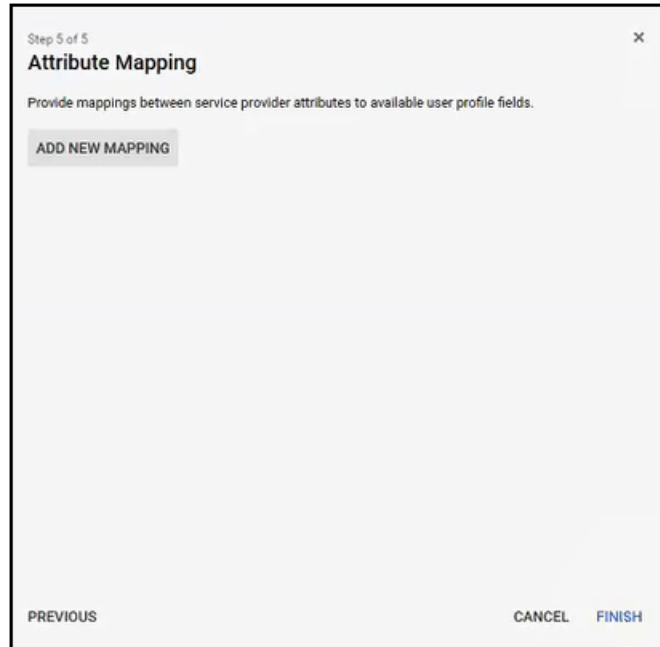 Step 5 of 5
×
Attribute Mapping
Provide mappings between service provider attributes to available user profile fields.
ADD NEW MAPPING
PREVIOUS
CANCEL
FINISH